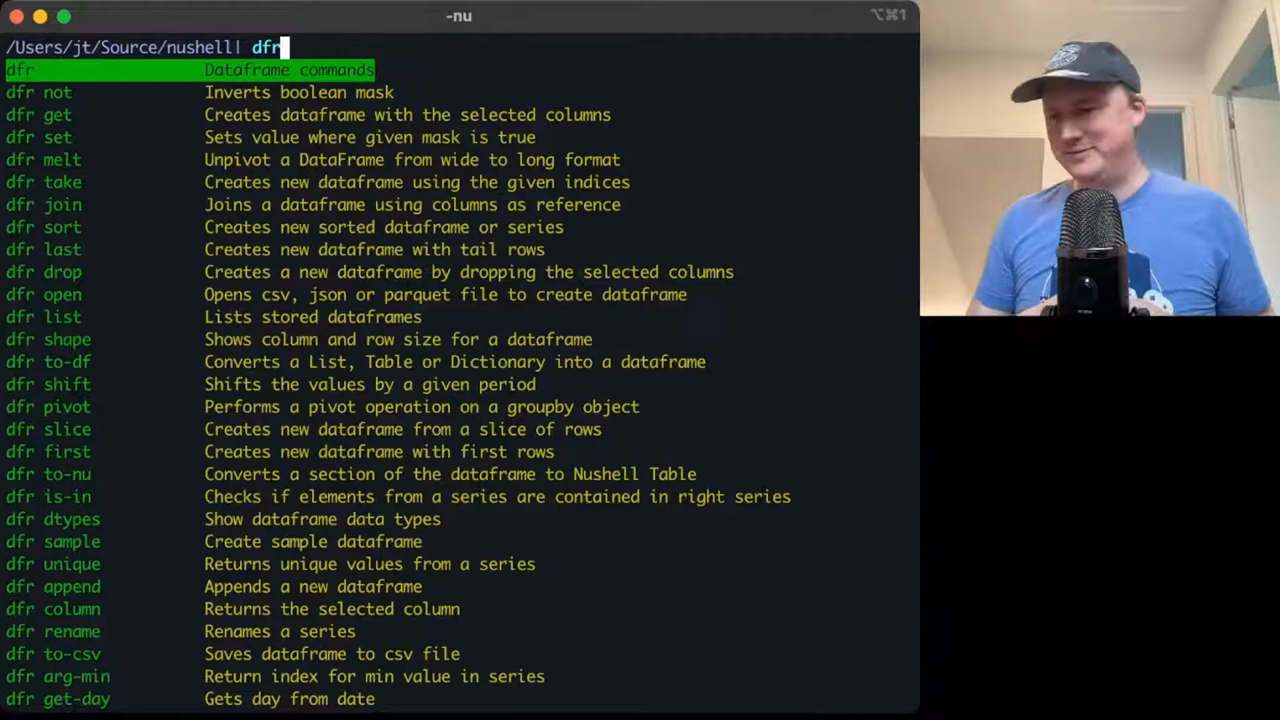 -nu
⌥⌘1
/Users/jt/Source/nushell| dfr
dfr Dataframe commands
dfr not Inverts boolean mask
dfr get Creates dataframe with the selected columns
dfr set Sets value where given mask is true
dfr melt Unpivot a DataFrame from wide to long format
dfr take Creates new dataframe using the given indices
dfr join Joins a dataframe using columns as reference
dfr sort Creates new sorted dataframe or series
dfr last Creates new dataframe with tail rows
dfr drop Creates a new dataframe by dropping the selected columns
dfr open Opens csv, json or parquet file to create dataframe
dfr list Lists stored dataframes
dfr shape Shows column and row size for a dataframe
dfr to-df Converts a List, Table or Dictionary into a dataframe
dfr shift Shifts the values by a given period
dfr pivot Performs a pivot operation on a groupby object
dfr slice Creates new dataframe from a slice of rows
dfr first Creates new dataframe with first rows
dfr to-nu Converts a section of the dataframe to Nushell Table
dfr is-in Checks if elements from a series are contained in right series
dfr dtypes Show dataframe data types
dfr sample Create sample dataframe
dfr unique Returns unique values from a series
dfr append Appends a new dataframe
dfr column Returns the selected column
dfr rename Renames a series
dfr to-csv Saves dataframe to csv file
dfr arg-min Return index for min value in series
dfr get-day Gets day from date